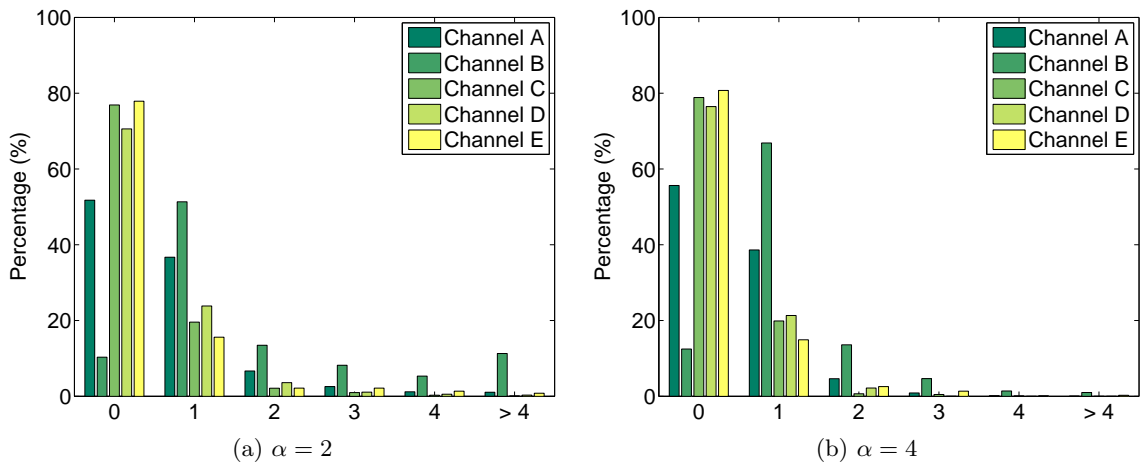 100
80
60
40
20
0
Percentage (%)
Channel A
Channel B
Channel C
Channel D
Channel E
0 1 2 3 4 > 4
(a) α = 2
100
80
60
40
20
0
Percentage (%)
Channel A
Channel B
Channel C
Channel D
Channel E
0 1 2 3 4 > 4
(b) α = 4